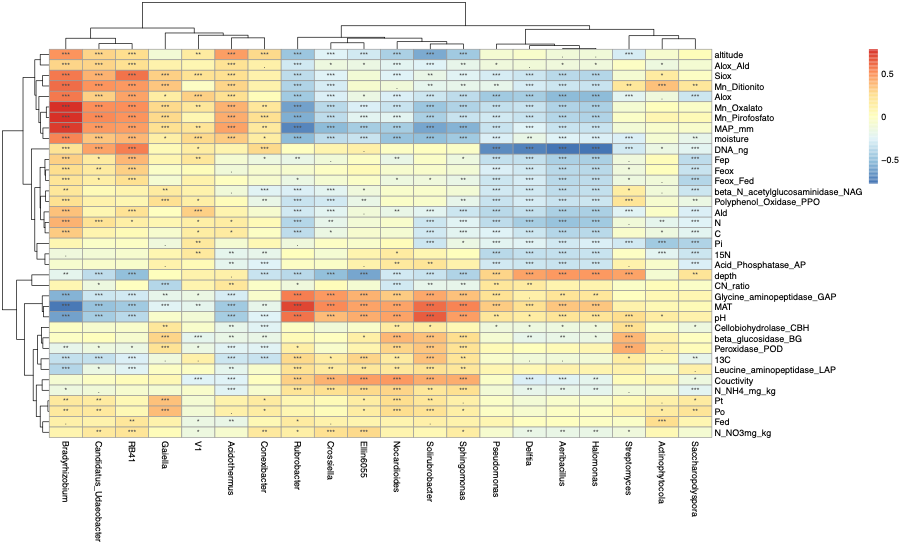 altitude
Alox_Ald
Siox
Mn_Ditionito
Alox
Mn_Oxalato
Mn_Pirofosfato
MAP_mm
moisture
DNA_ng
Fep
Feox
Feox_Fed
beta_N_acetylglucosaminidase_NAG
Polyphenol_Oxidase_PPO
Ald
N
C
Pi
15N
Acid_Phosphatase_AP
depth
CN_ratio
Glycine_aminopeptidase_GAP
MAT
pH
Cellobiohydrolase_CBH
beta_glucosidase_BG
Peroxidase_POD
13C
Leucine_aminopeptidase_LAP
Coutivity
N_NH4_mg_kg
Pt
Po
Fed
N_NO3mg_kg
Bradyrhizobium
Candidatus_Udaeobacter
RB41
Gaiella
V1
Acidothermus
Conexibacter
Rubrobacter
Crossiella
Ellin6055
Nocardioides
Solirubrobacter
Sphingomonas
Pseudomonas
Delftia
Aeribacillus
Halomonas
Streptomyces
Actinophytocola
Saccharopolyspora
0.5
0
−0.5